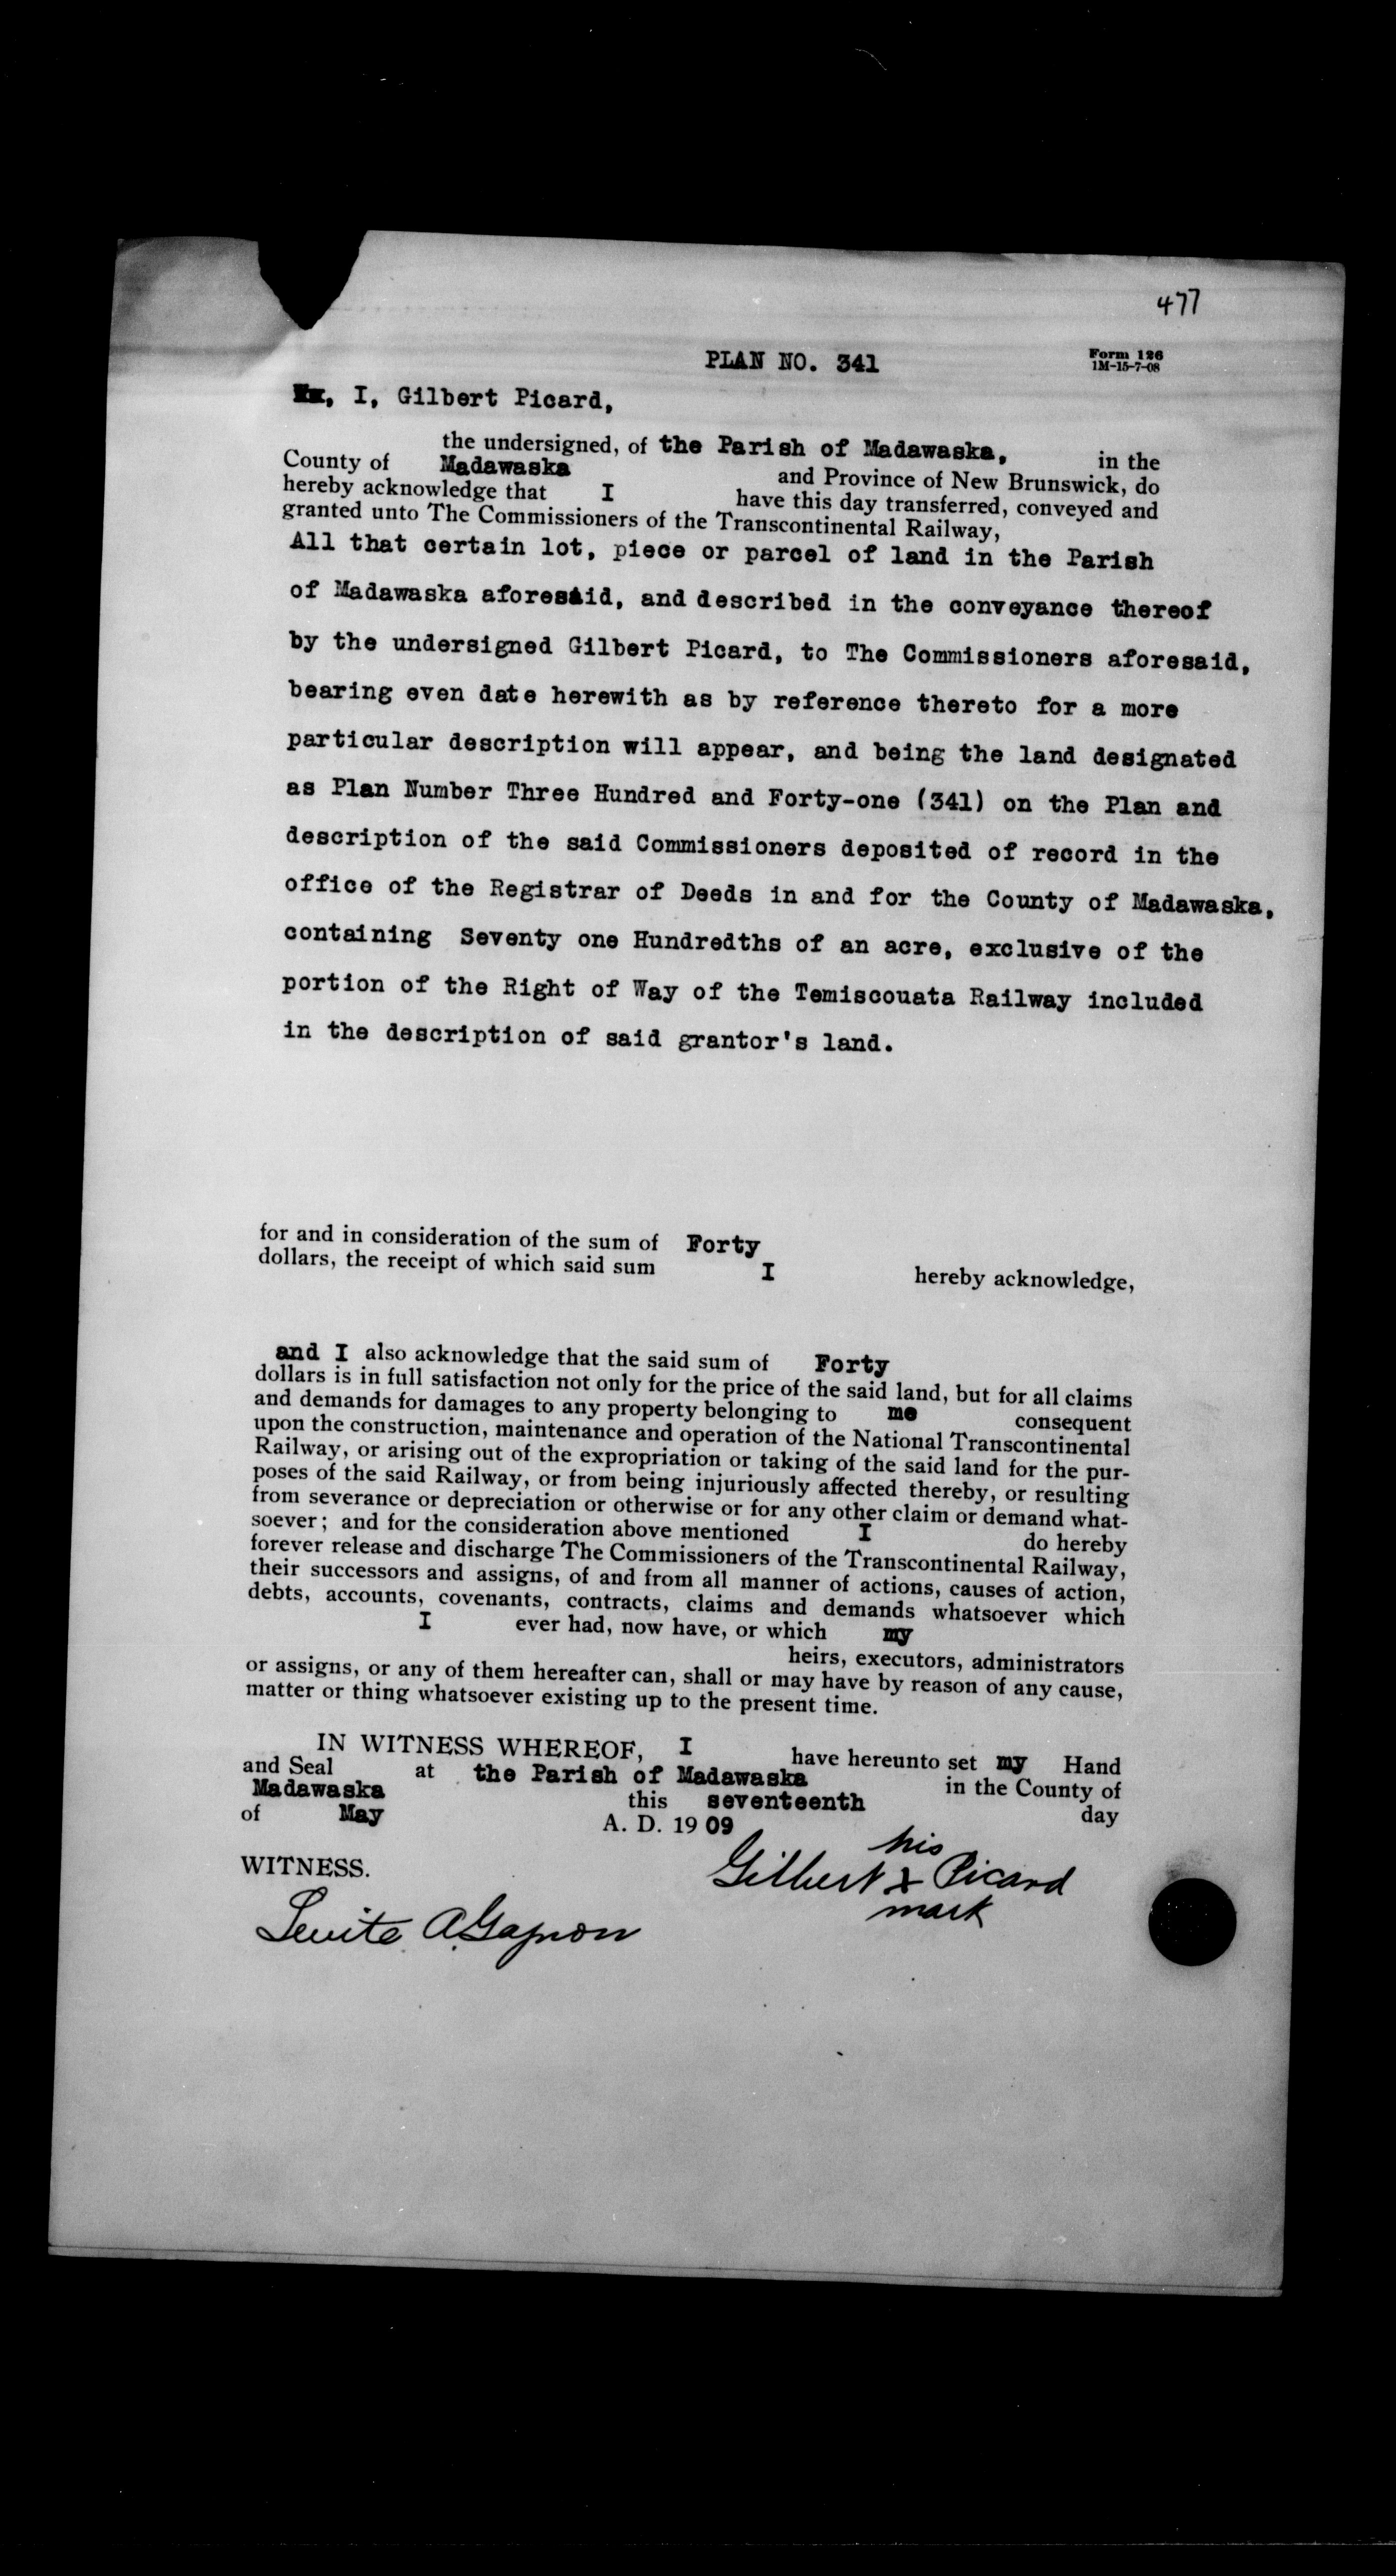 477
PLAN NO. 341
Form 126
1M-15-7-08
I, Gilbert Picard,
the undersigned, of the Parish of Madawaska, in the
County of Madawaska and Province of New Brunswick, do
hereby acknowledge that I have this day transferred, conveyed and
granted unto The Commissioners of the Transcontinental Railway,
All that certain lot, piece or parcel of land in the Parish
of Madawaska aforesaid, and described in the conveyance thereof
by the undersigned Gilbert Picard, to The Commissioners aforesaid,
bearing even date herewith as by reference thereto for a more
particular description will appear, and being the land designated
as Plan Number Three Hundred and Forty-one (341) on the Plan and
description of the said Commissioners deposited of record in the
office of the Registrar of Deeds in and for the County of Madawaska,
containing Seventy one Hundredths of an acre, exclusive of the
portion of the Right of Way of the Temiscouata Railway included
in the description of said grantor's land.
for and in consideration of the sum of Forty
dollars, the receipt of which said sum I hereby acknowledge,
and I also acknowledge that the said sum of Forty
dollars is in full satisfaction not only for the price of the said land, but for all claims
and demands for damages to any property belonging to me consequent
upon the construction, maintenance and operation of the National Transcontinental
Railway, or arising out of the expropriation or taking of the said land for the pur-
poses of the said Railway, or from being injuriously affected thereby, or resulting
from severance or depreciation or otherwise or for any other claim or demand what-
soever; and for the consideration above mentioned I do hereby
forever release and discharge The Commissioners of the Transcontinental Railway,
their successors and assigns, of and from all manner of actions, causes of action,
debts, accounts, covenants, contracts, claims and demands whatsoever which
I ever had, now have, or which my
heirs, executors, administrators
or assigns, or any of them hereafter can, shall or may have by reason of any cause,
matter or thing whatsoever existing up to the present time.
IN WITNESS WHEREOF, I have hereunto set my Hand
and Seal at the Parish of Madawaska in the County of
Madawaska this seventeenth day
of May A. D. 1909
his
WITNESS. Gilbert x Picard
mark
Levite A. Gagnon